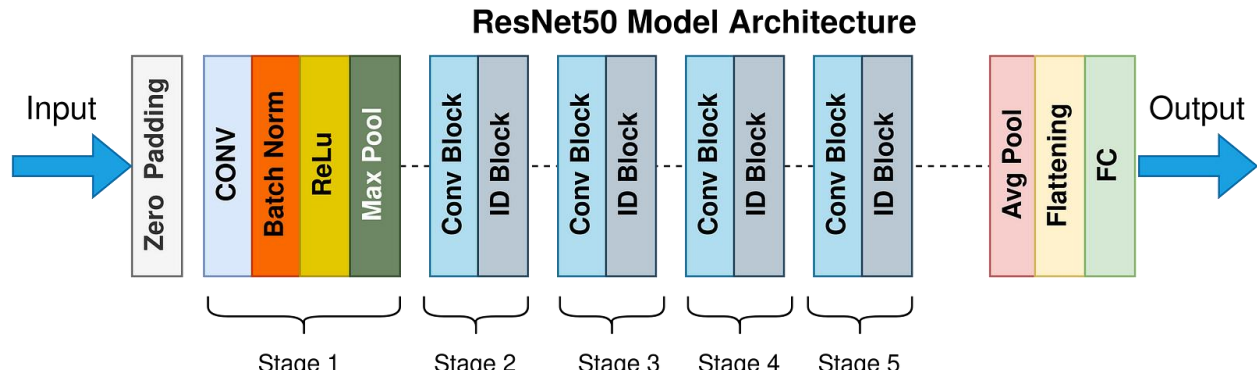 ResNet50 Model Architecture
Input
Zero Padding
CONV
Batch Norm
ReLu
Max Pool
Conv Block
ID Block
Conv Block
ID Block
Conv Block
ID Block
Conv Block
ID Block
Avg Pool
Flattening
FC
Output
Stage 1
Stage 2
Stage 3
Stage 4
Stage 5